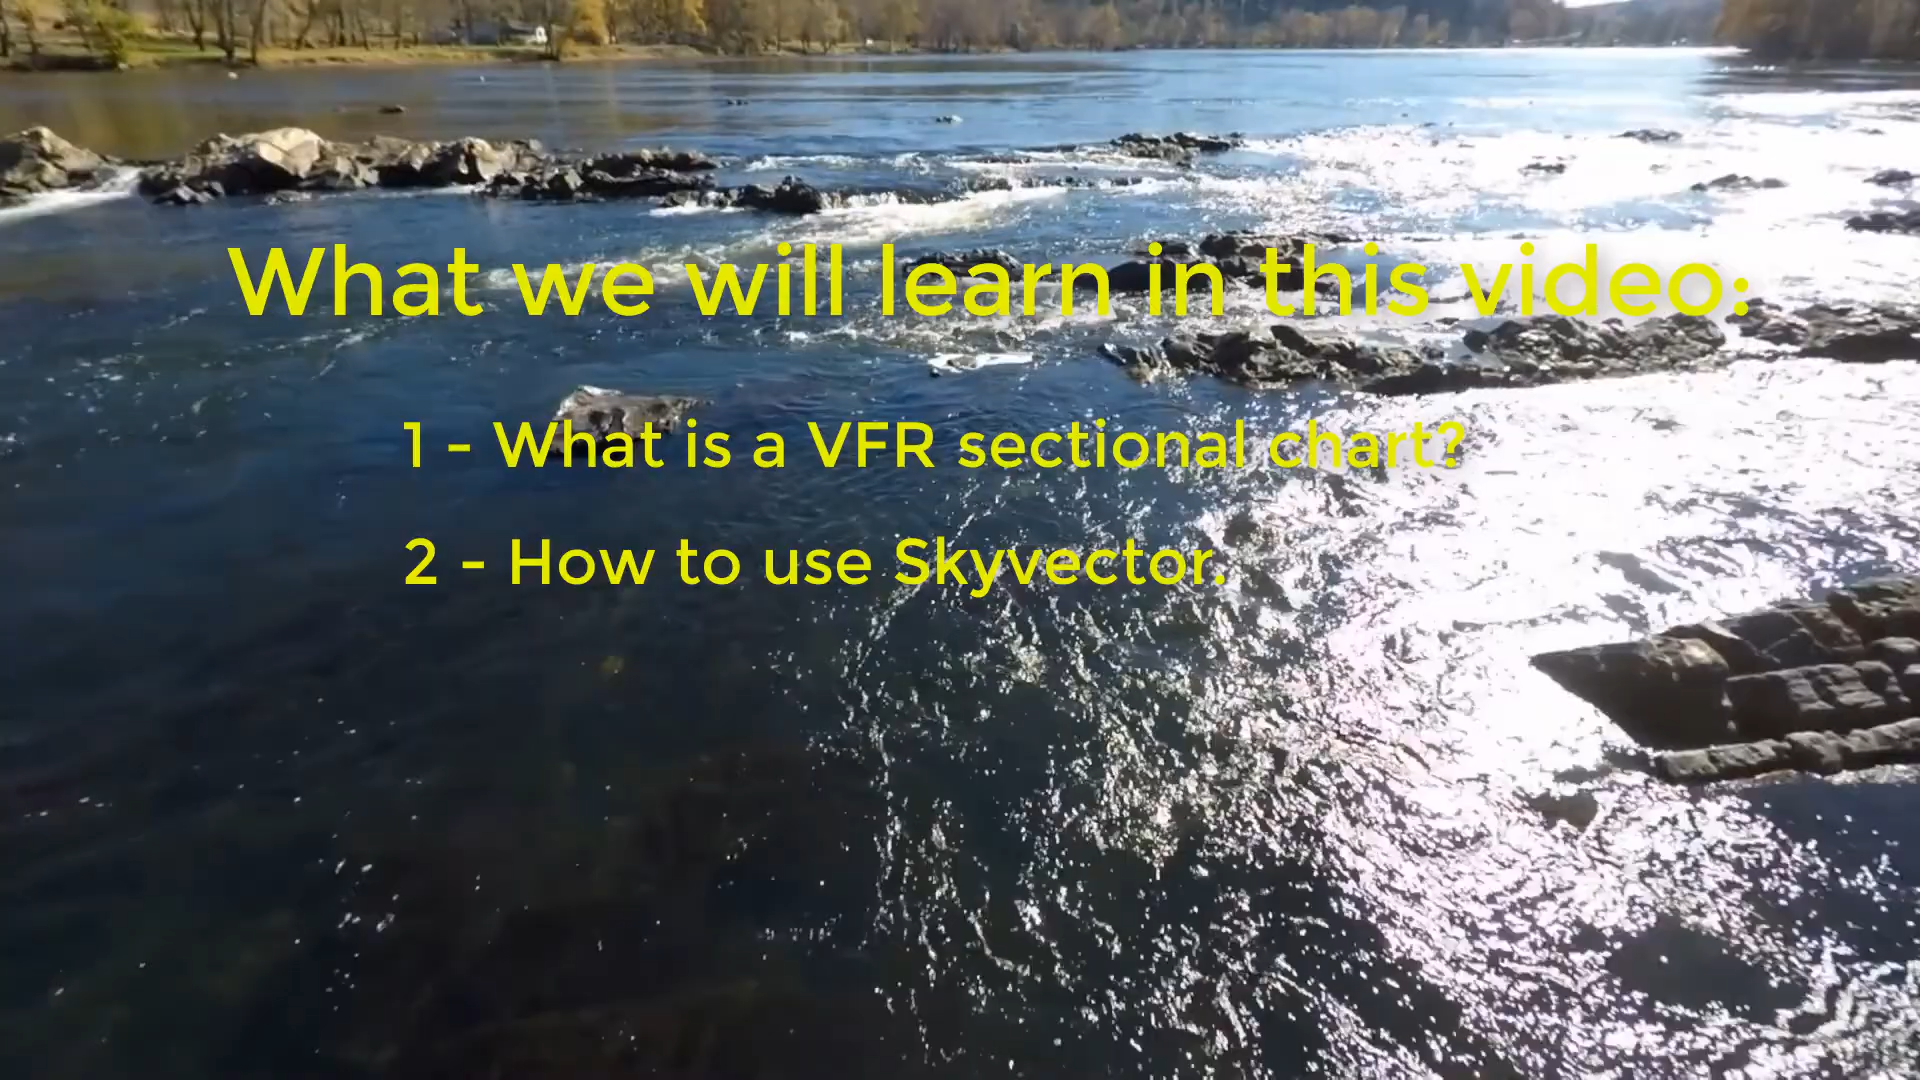 What we will learn in this video:
1 - What is a VFR sectional chart?
2 - How to use Skyvector.